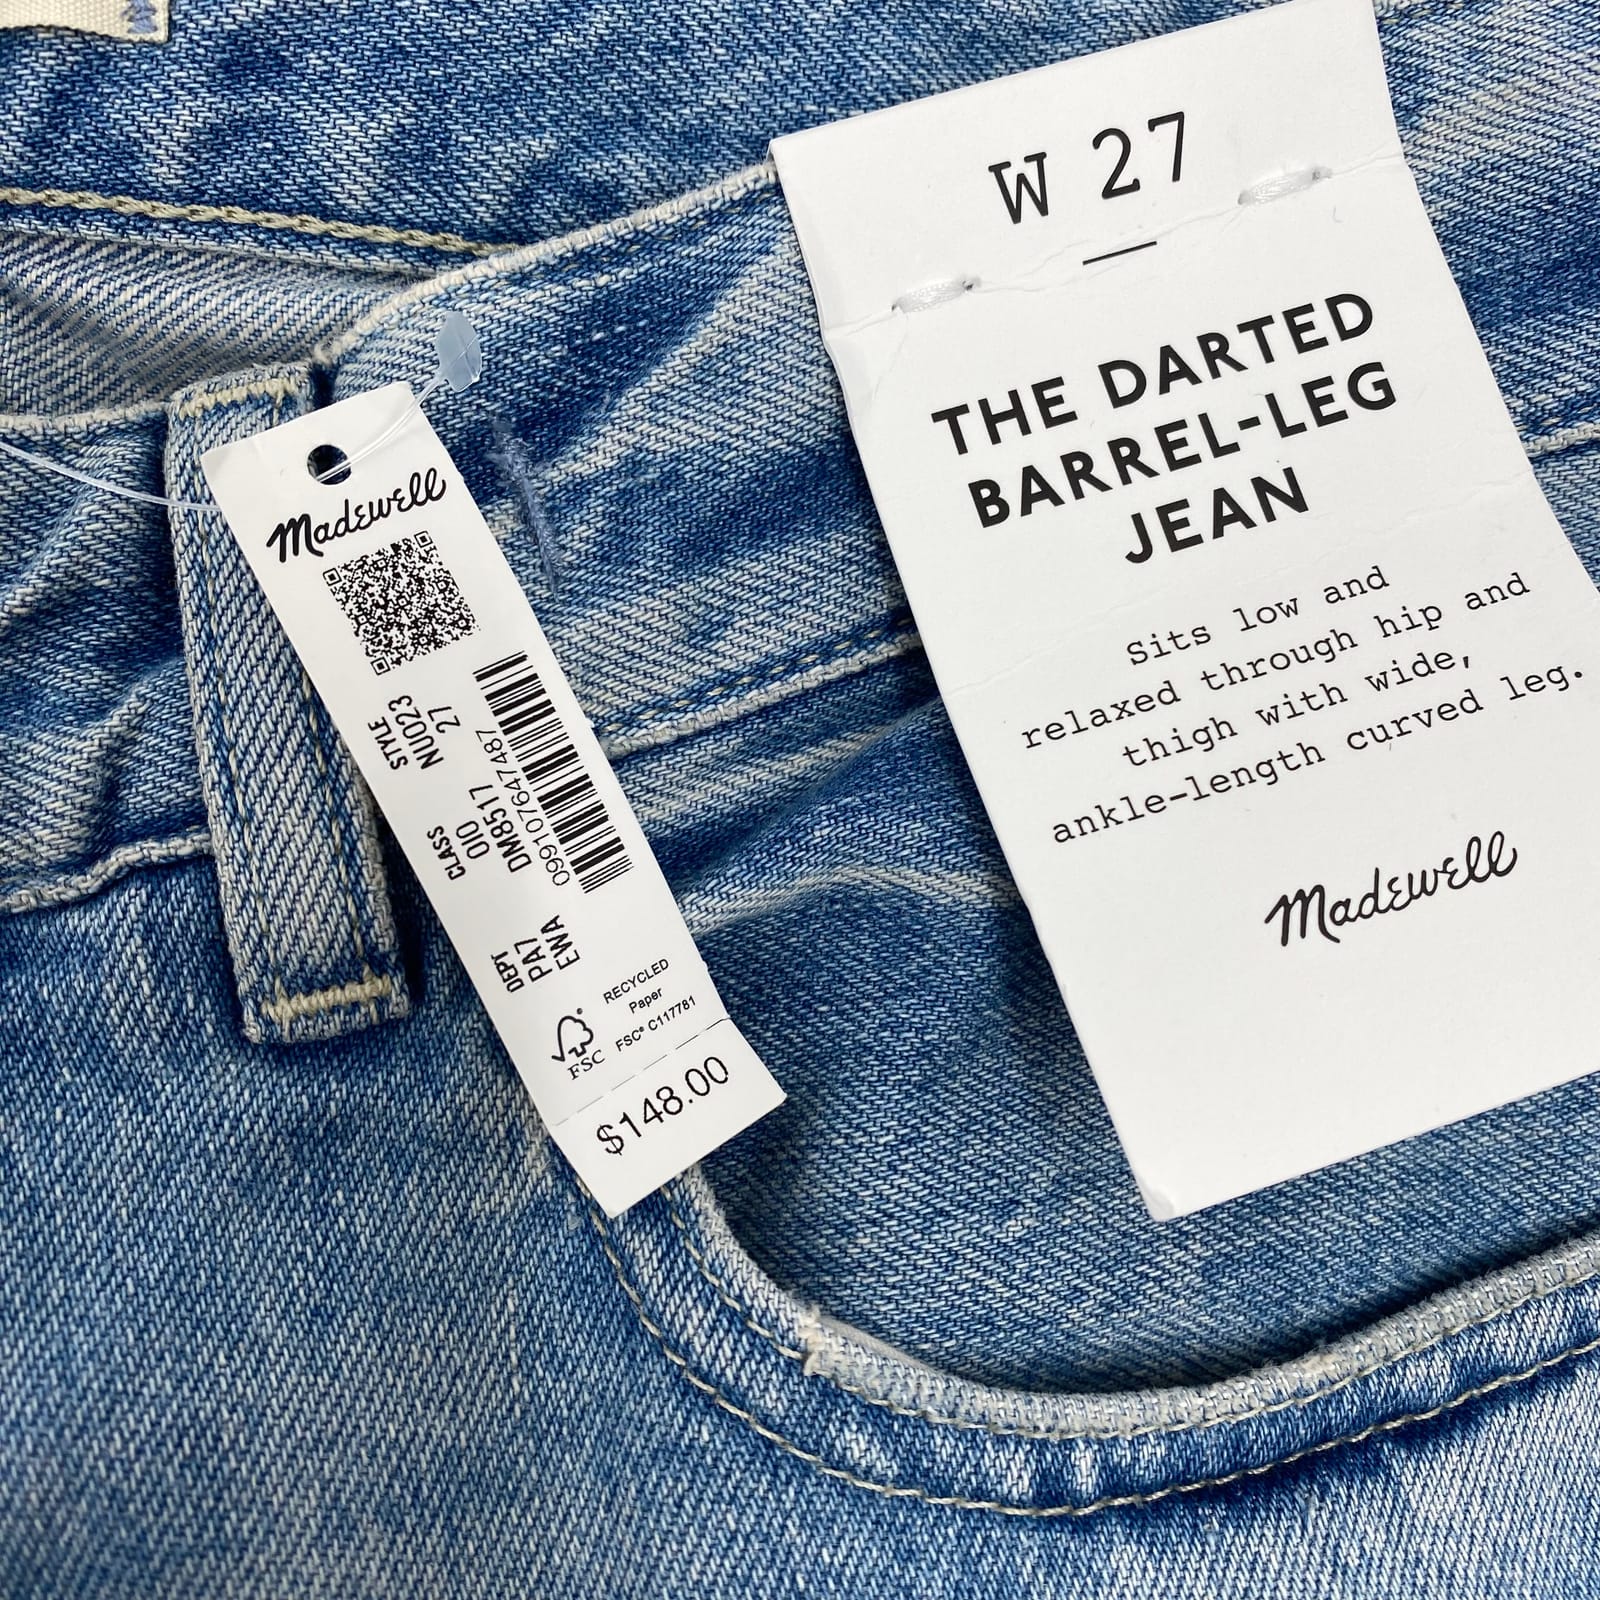 Madewell
STYLE
NU023
27
CLASS
010
DM8517
099107647487
DEPT
PA7
EWA
FSC
RECYCLED
Paper
FSC® C117781
$148.00
W 27
THE DARTED
BARREL-LEG
JEAN
Sits low and
relaxed through hip and
thigh with wide,
ankle-length curved leg.
Madewell